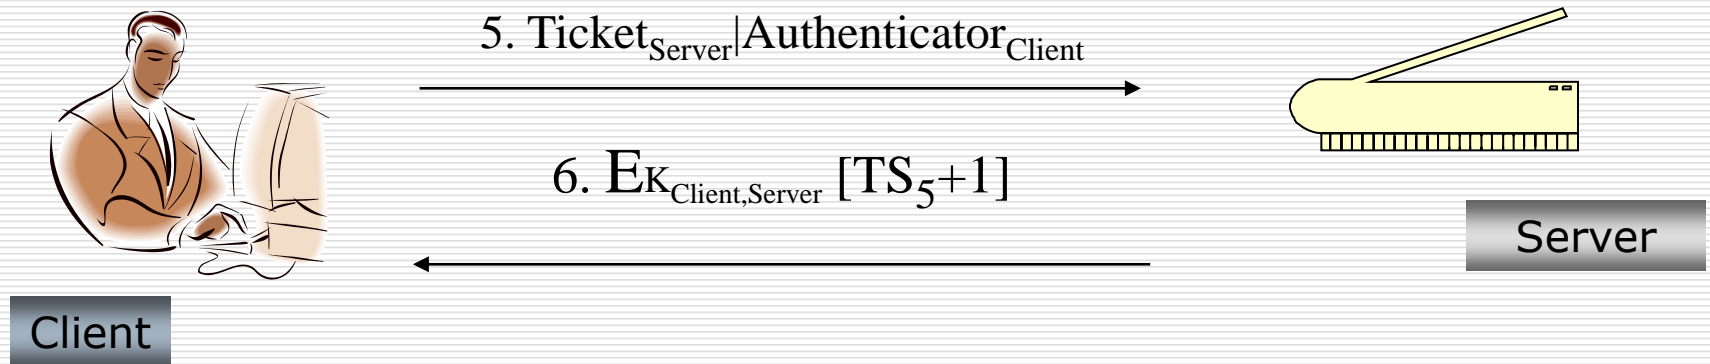 5. Ticket_Server|Authenticator_Client
6. E_K_Client,Server [TS_5+1]
Server
Client